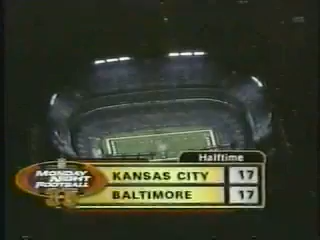 Halftime
MONDAY
NIGHT
FOOTBALL
KANSAS CITY 17
BALTIMORE 17